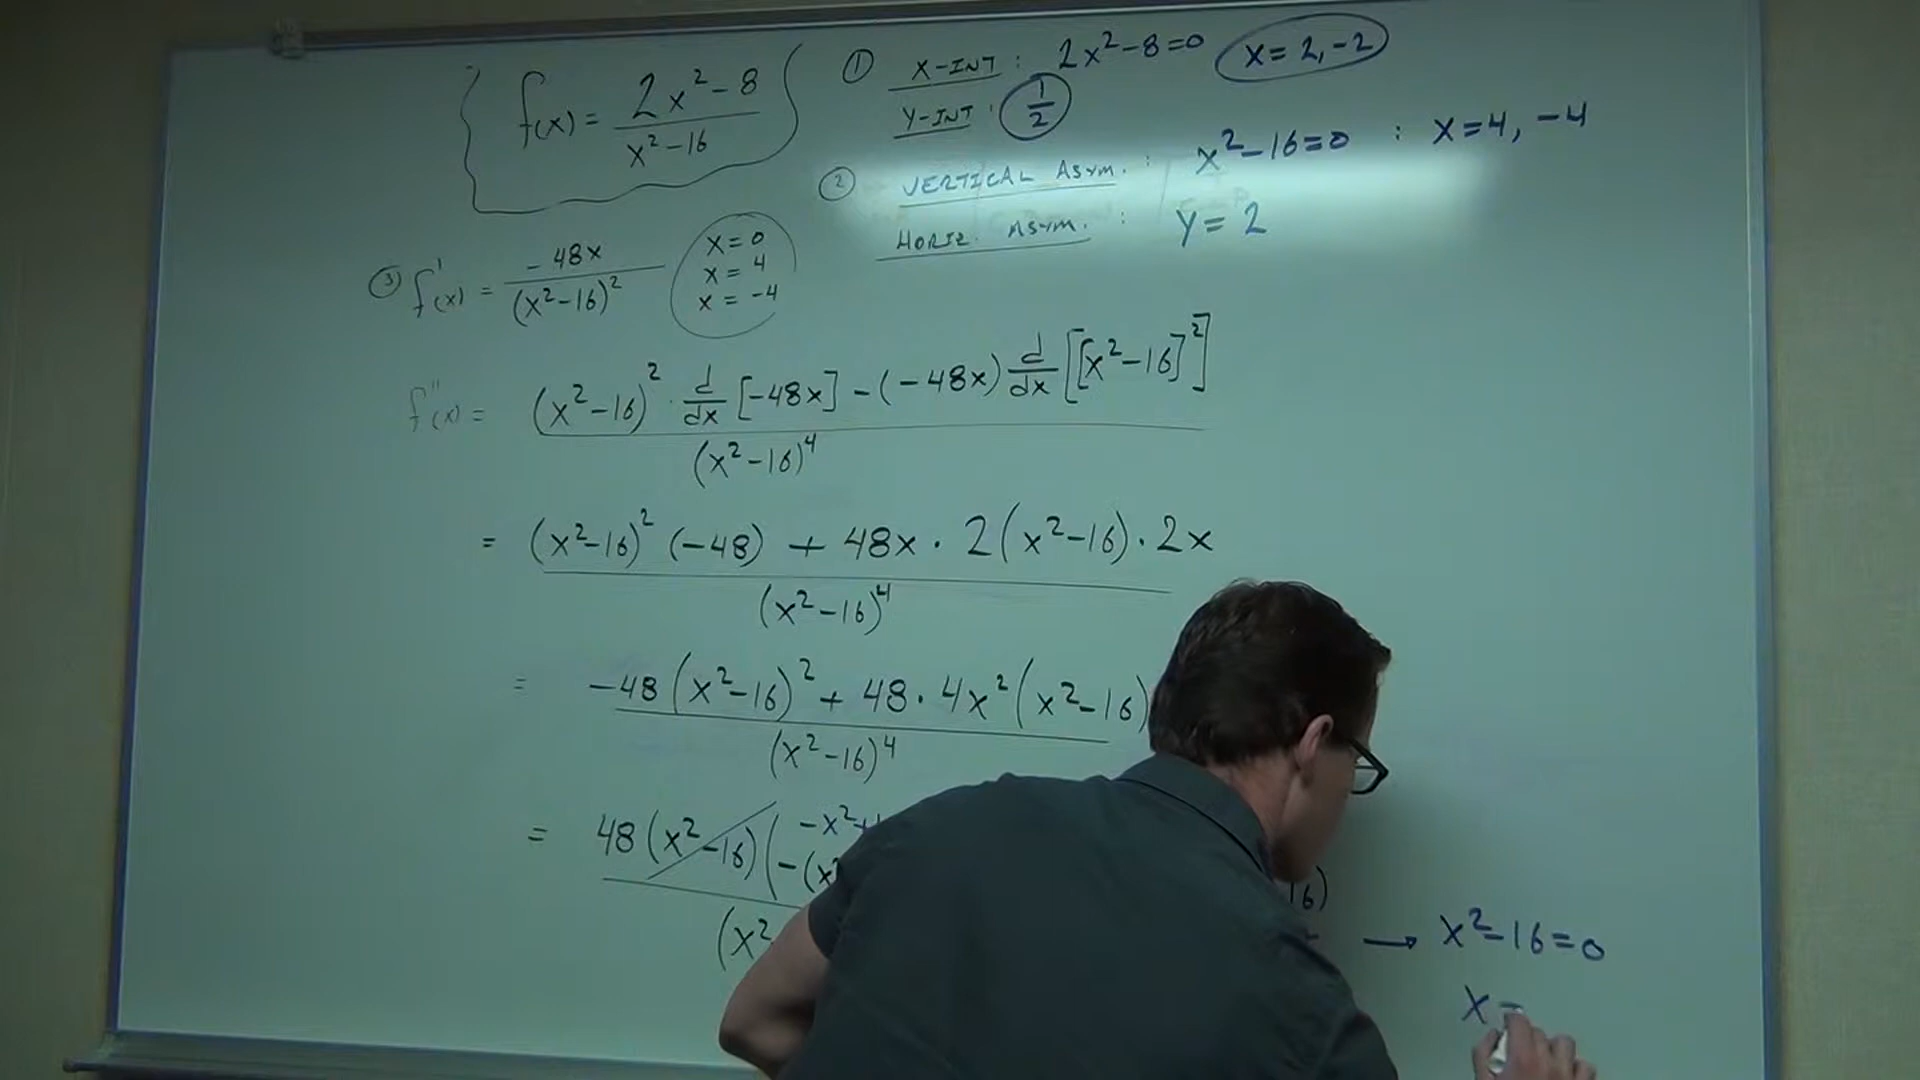 f(x) = (2x² - 8)/(x² - 16)
① X-INT : 2x² - 8 = 0 x = 2, -2
Y-INT : 1/2
② VERTICAL ASYM. : x² - 16 = 0 : x = 4, -4
HORIZ. ASYM. : y = 2
③ f'(x) = -48x/(x² - 16)²
x = 0
x = 4
x = -4
f''(x) = ((x² - 16)² · d/dx [-48x] - (-48x) d/dx [[x² - 16]²])/(x² - 16)⁴
= ((x² - 16)² (-48) + 48x · 2(x² - 16) · 2x)/(x² - 16)⁴
= (-48(x² - 16)² + 48 · 4x² (x² - 16))/(x² - 16)⁴
-x² +
= 48(x² - 16)(-(x
(x²
16)
→ x² - 16 = 0
x =